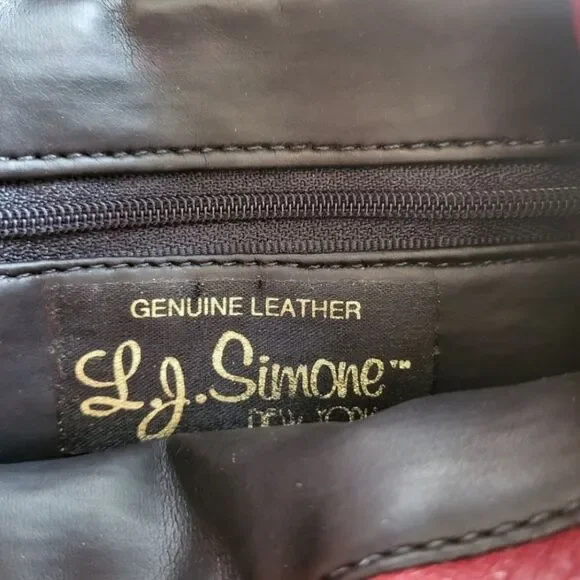 GENUINE LEATHER
L.J. Simone™
NEW YORK